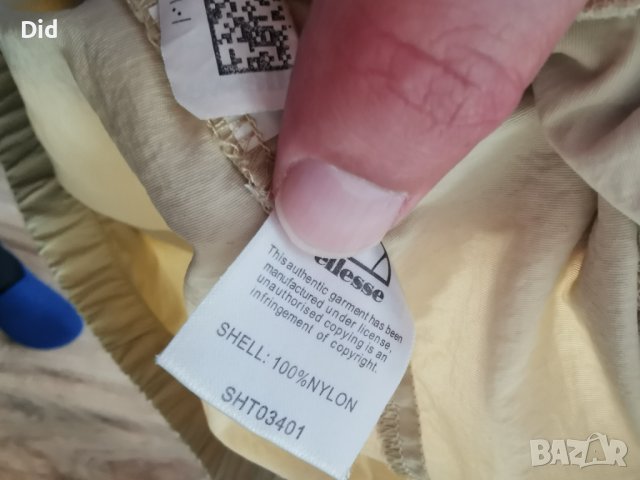 Did
ellesse
This authentic garment has been
manufactured under license,
unauthorised copying is an
infringement of copyright.
SHELL: 100%NYLON
SHT03401
BAZAR